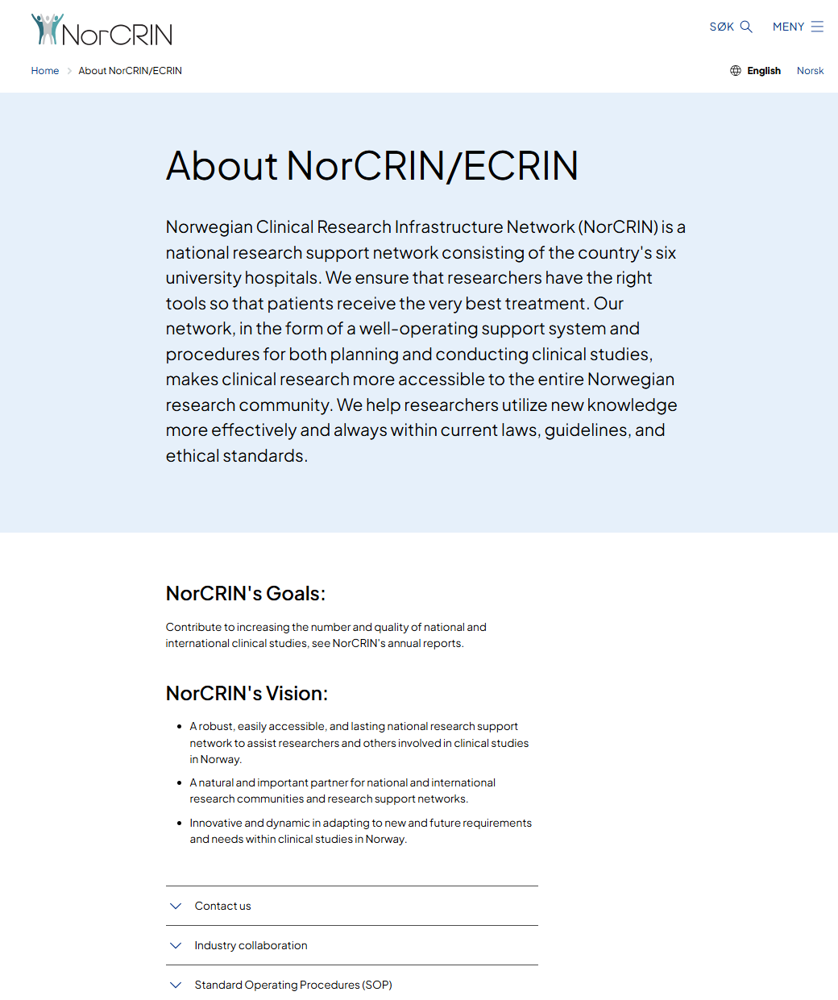 NorCRIN
SØK
MENY
Home
About NorCRIN/ECRIN
English
Norsk
About NorCRIN/ECRIN
Norwegian Clinical Research Infrastructure Network (NorCRIN) is a
national research support network consisting of the country's six
university hospitals. We ensure that researchers have the right
tools so that patients receive the very best treatment. Our
network, in the form of a well-operating support system and
procedures for both planning and conducting clinical studies,
makes clinical research more accessible to the entire Norwegian
research community. We help researchers utilize new knowledge
more effectively and always within current laws, guidelines, and
ethical standards.
NorCRIN's Goals:
Contribute to increasing the number and quality of national and
international clinical studies, see NorCRIN's annual reports.
NorCRIN's Vision:
A robust, easily accessible, and lasting national research support
network to assist researchers and others involved in clinical studies
in Norway.
A natural and important partner for national and international
research communities and research support networks.
Innovative and dynamic in adapting to new and future requirements
and needs within clinical studies in Norway.
Contact us
Industry collaboration
Standard Operating Procedures (SOP)